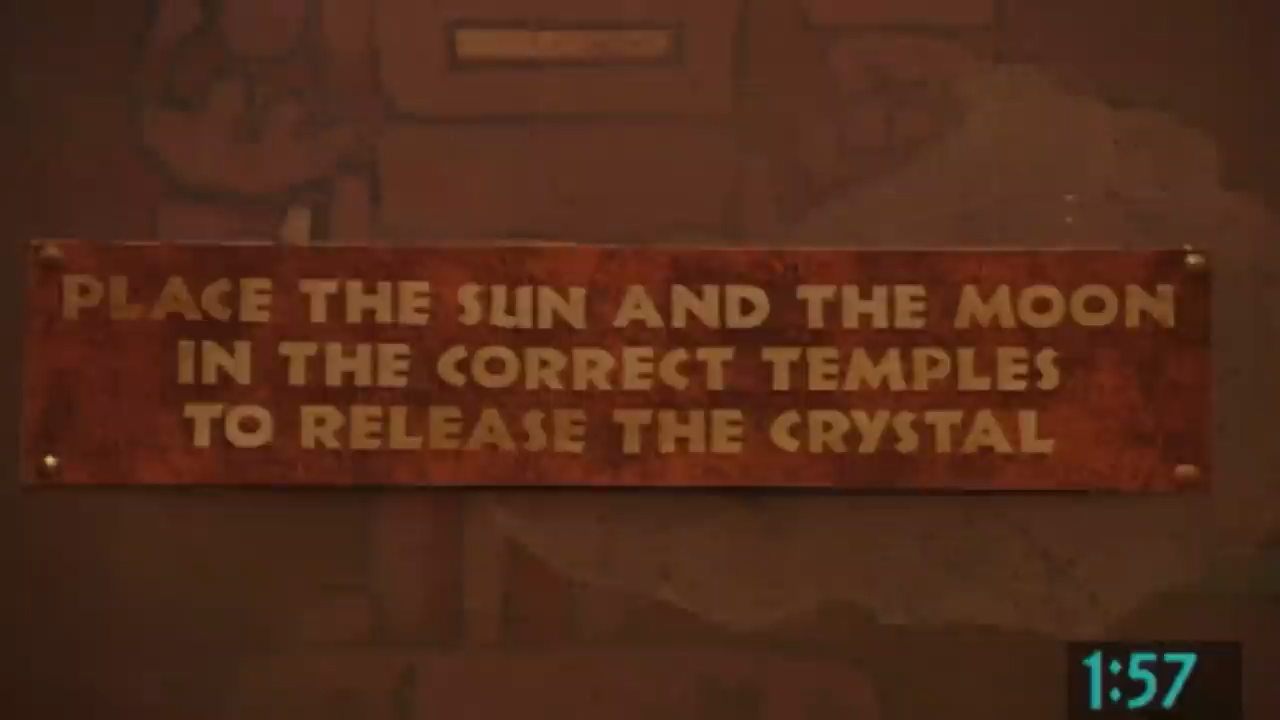 PLACE THE SUN AND THE MOON
IN THE CORRECT TEMPLES
TO RELEASE THE CRYSTAL
1:57